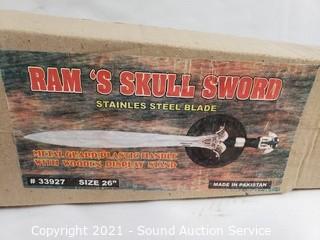 RAM 'S SKULL SWORD
STAINLES STEEL BLADE
METAL GUARD/PLASTIC HANDLE
WITH WOODEN DISPLAY STAND
# 33927 SIZE 26"
MADE IN PAKISTAN
Copyright 2021 - Sound Auction Service